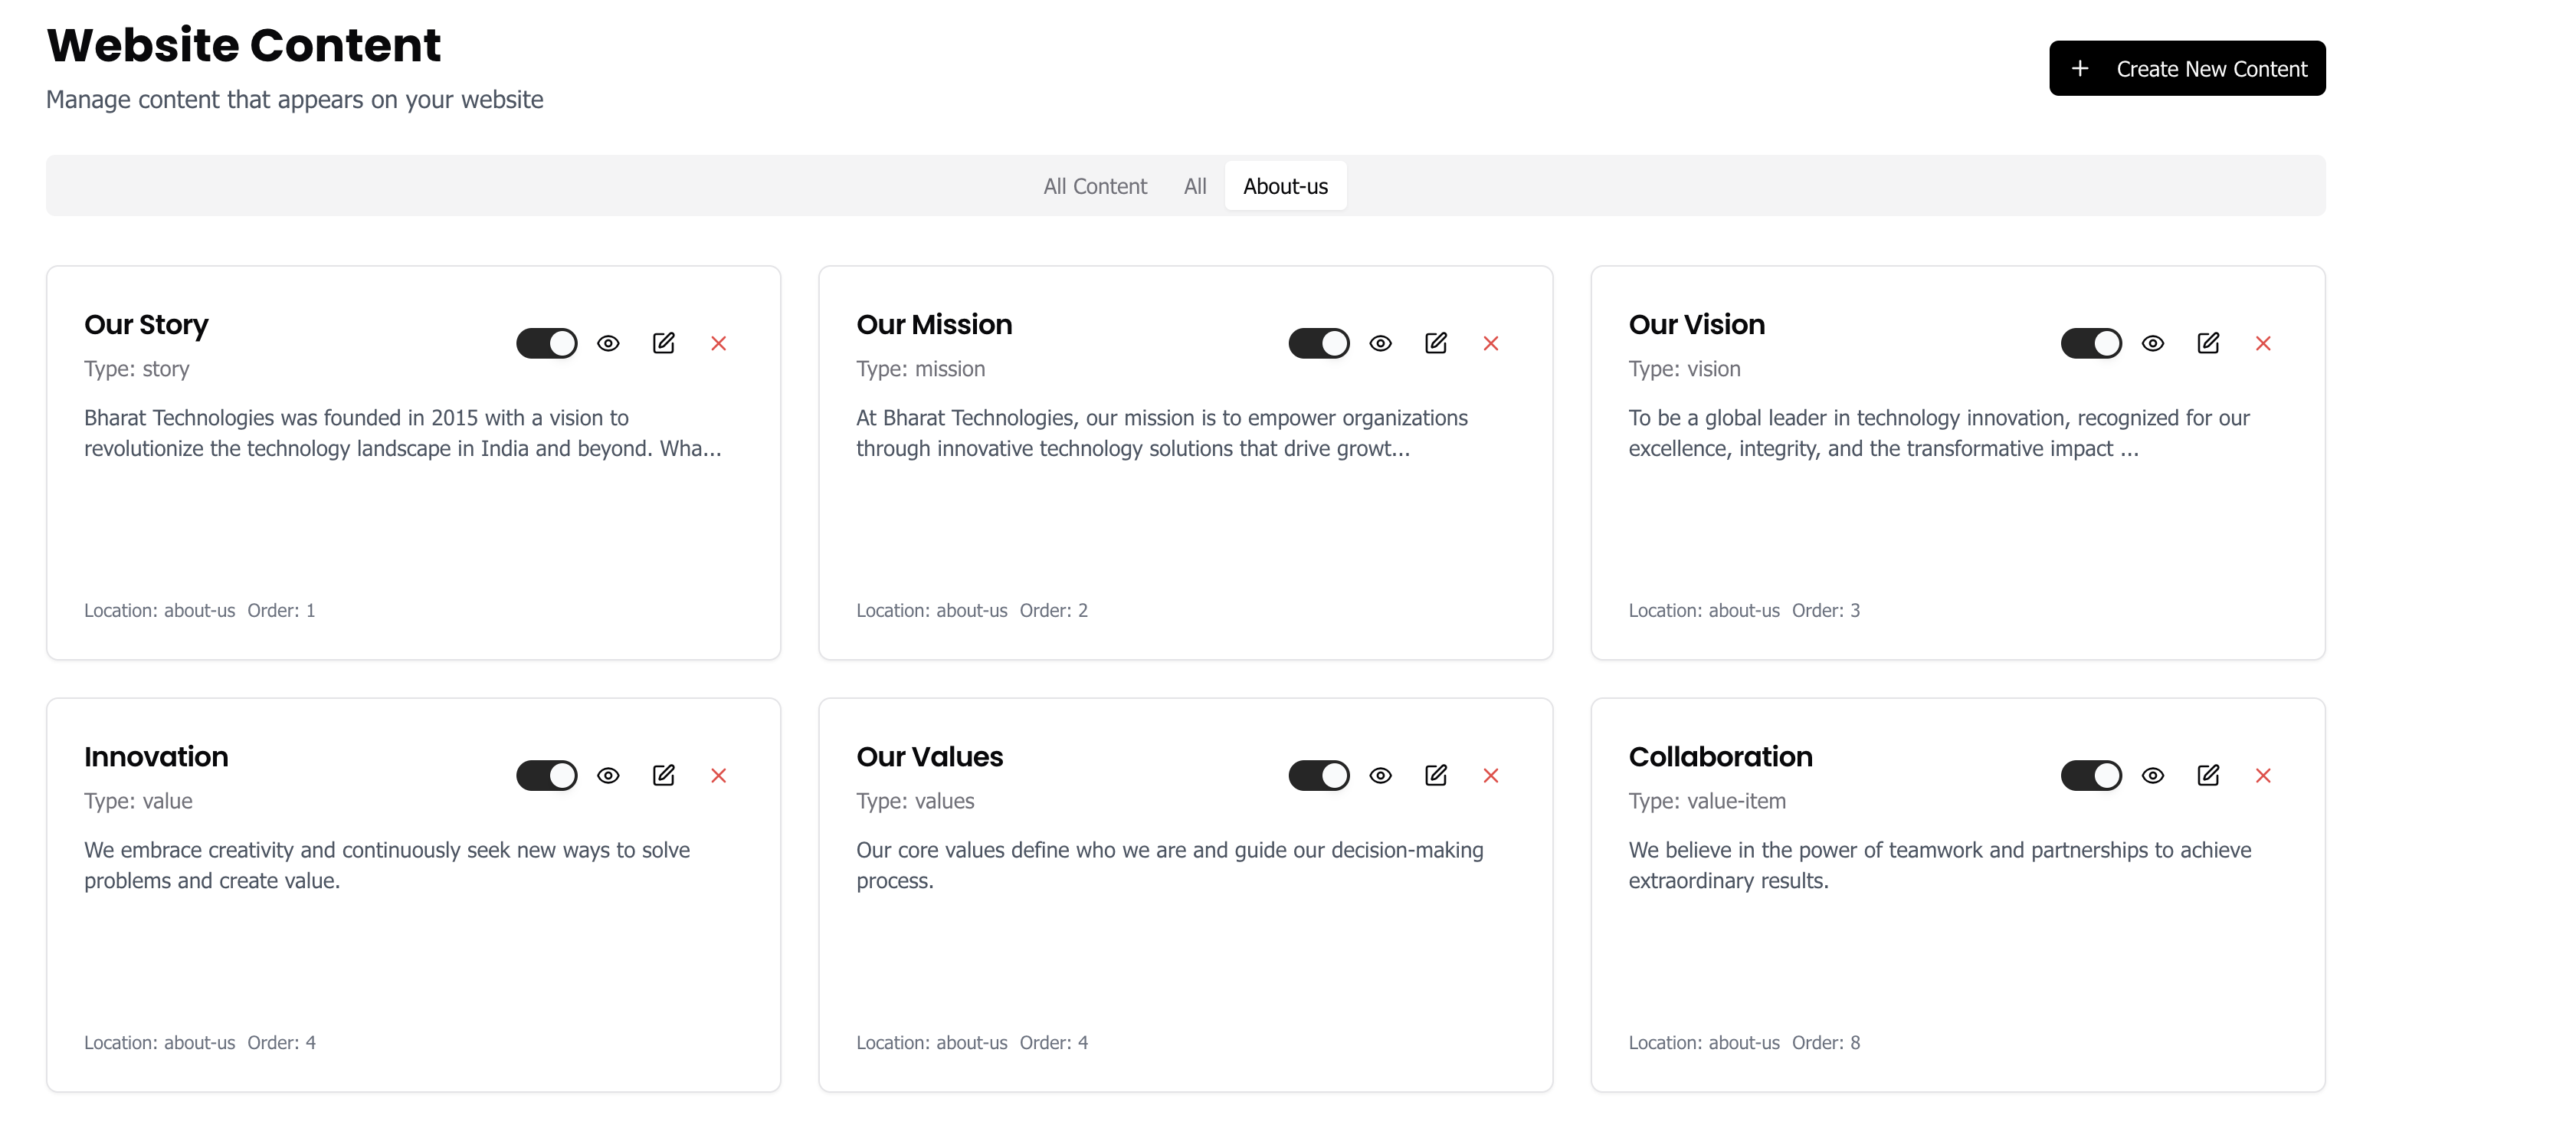 Website Content
Manage content that appears on your website
Create New Content
All Content
All
About-us
Our Story
Type: story
Bharat Technologies was founded in 2015 with a vision to
revolutionize the technology landscape in India and beyond. Wha...
Location: about-us Order: 1
Our Mission
Type: mission
At Bharat Technologies, our mission is to empower organizations
through innovative technology solutions that drive growt...
Location: about-us Order: 2
Our Vision
Type: vision
To be a global leader in technology innovation, recognized for our
excellence, integrity, and the transformative impact ...
Location: about-us Order: 3
Innovation
Type: value
We embrace creativity and continuously seek new ways to solve
problems and create value.
Location: about-us Order: 4
Our Values
Type: values
Our core values define who we are and guide our decision-making
process.
Location: about-us Order: 4
Collaboration
Type: value-item
We believe in the power of teamwork and partnerships to achieve
extraordinary results.
Location: about-us Order: 8